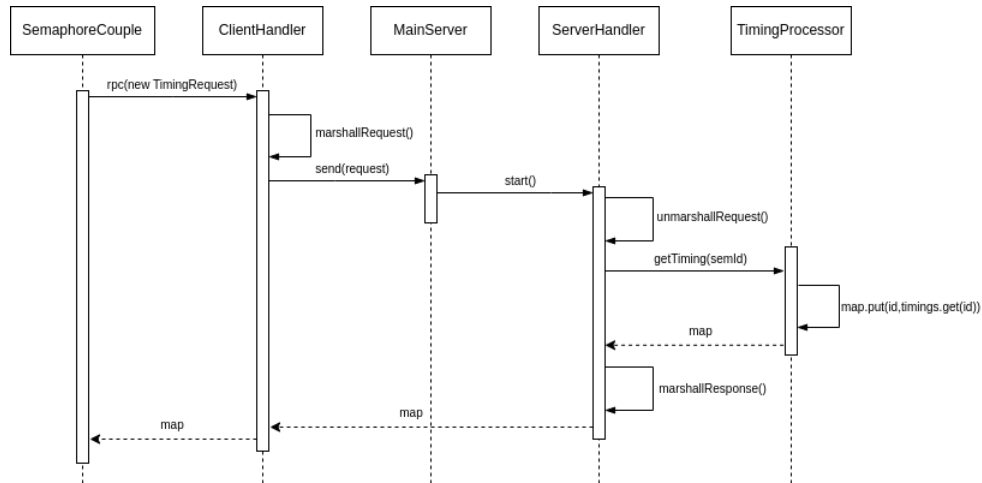 SemaphoreCouple
ClientHandler
MainServer
ServerHandler
TimingProcessor
rpc(new TimingRequest)
marshallRequest()
send(request)
start()
unmarshallRequest()
getTiming(semId)
map.put(id,timings.get(id))
map
marshallResponse()
map
map